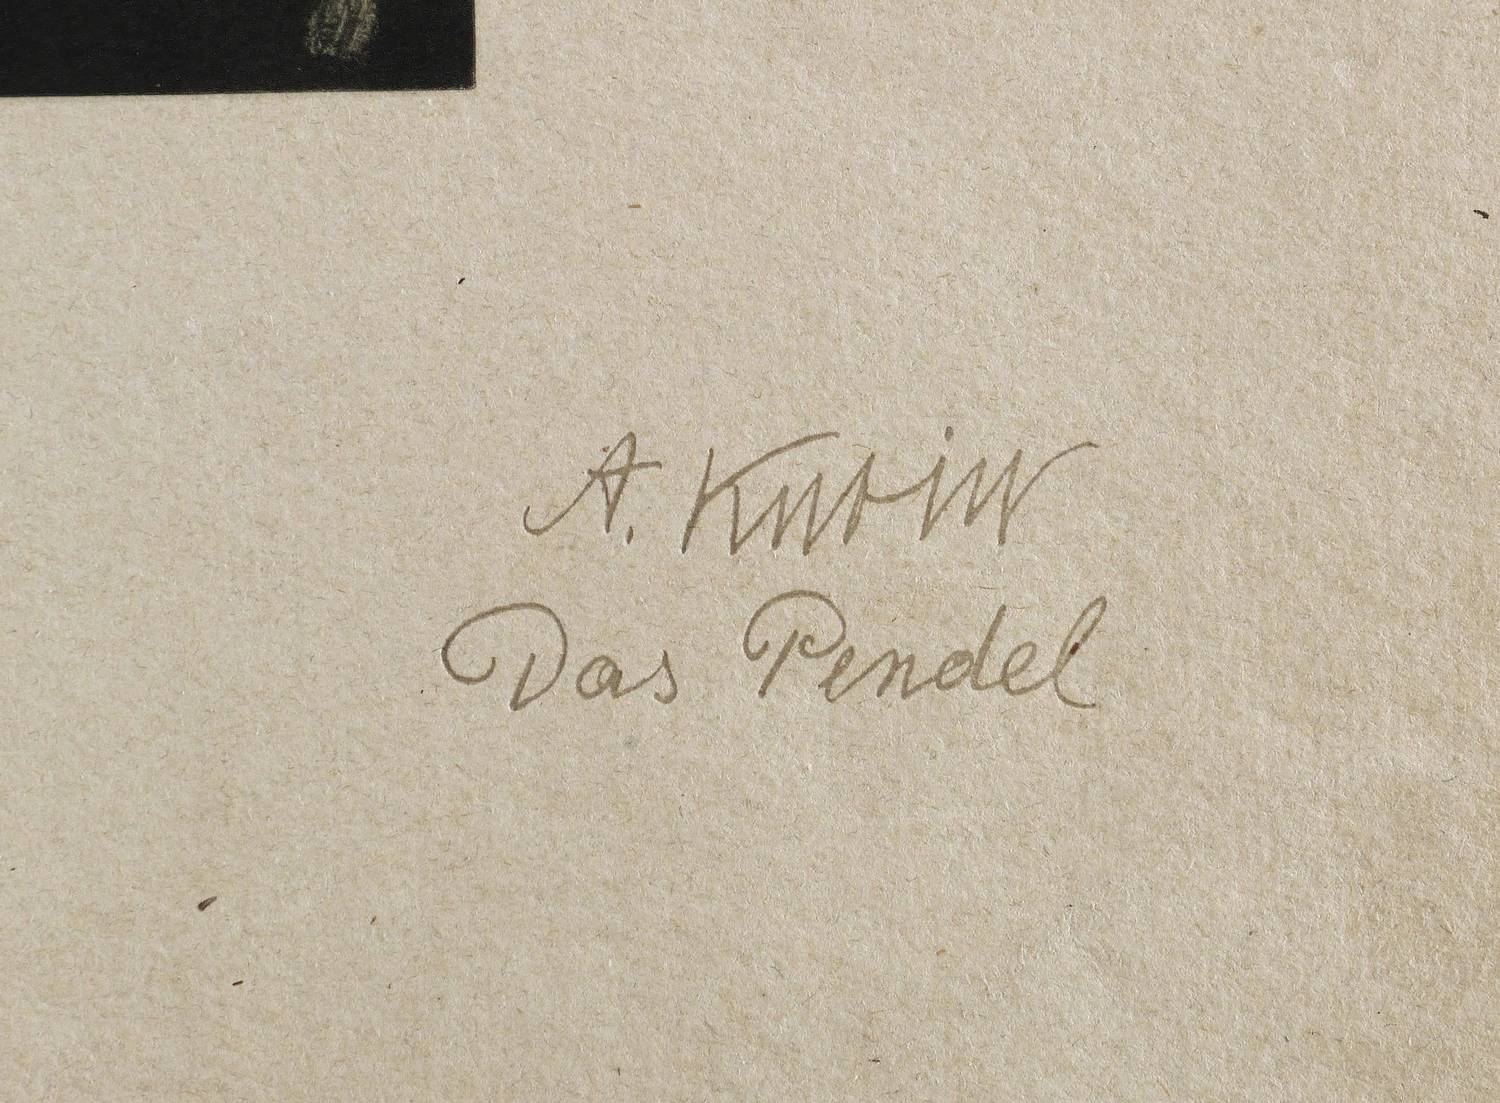 A. Kubin
Das Pendel